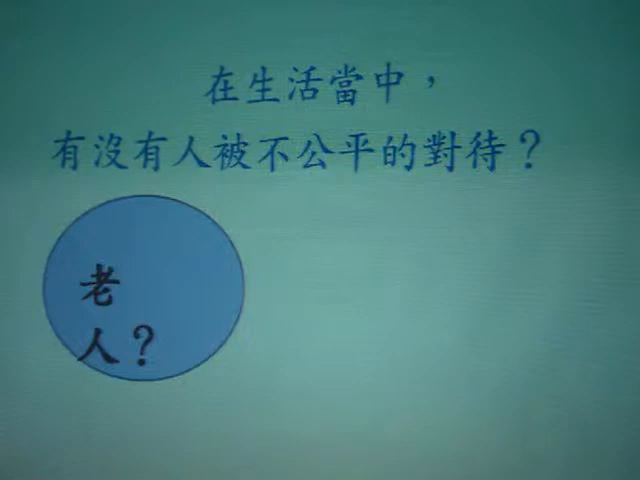 在生活當中，
有沒有人被不公平的對待？
老
人？